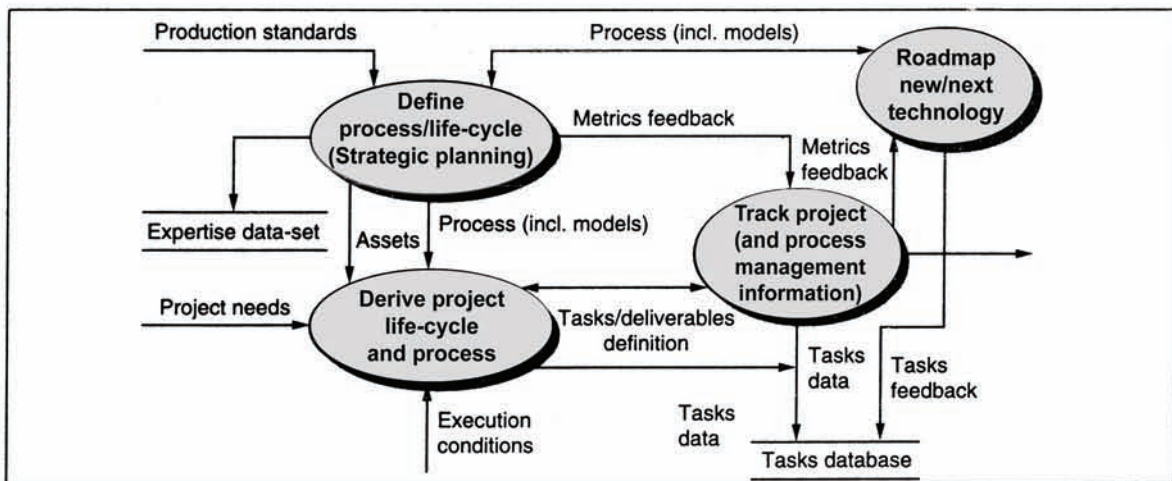 Production standards
Process (incl. models)
Roadmap
new/next
technology
Define
process/life-cycle
(Strategic planning)
Metrics feedback
Metrics
feedback
Expertise data-set
Assets
Process (incl. models)
Track project
(and process
management
information)
Project needs
Derive project
life-cycle
and process
Tasks/deliverables
definition
Tasks
data
Tasks
feedback
Execution
conditions
Tasks
data
Tasks database